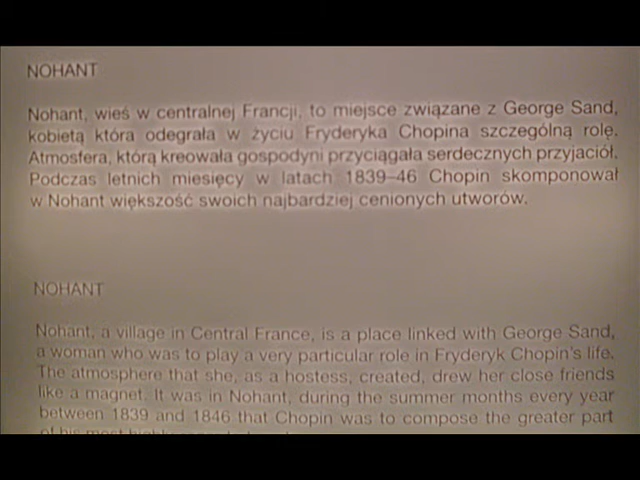 NOHANT
Nohant, wieś w centralnej Francji, to miejsce związane z George Sand,
kobietą która odegrała w życiu Fryderyka Chopina szczególną rolę.
Atmosfera, którą kreowała gospodyni przyciągała serdecznych przyjaciół.
Podczas letnich miesięcy w latach 1839–46 Chopin skomponował
w Nohant większość swoich najbardziej cenionych utworów.
NOHANT
Nohant, a village in Central France, is a place linked with George Sand,
a woman who was to play a very particular role in Fryderyk Chopin's life.
The atmosphere that she, as a hostess, created, drew her close friends
like a magnet. It was in Nohant, during the summer months every year
between 1839 and 1846 that Chopin was to compose the greater part
of his most